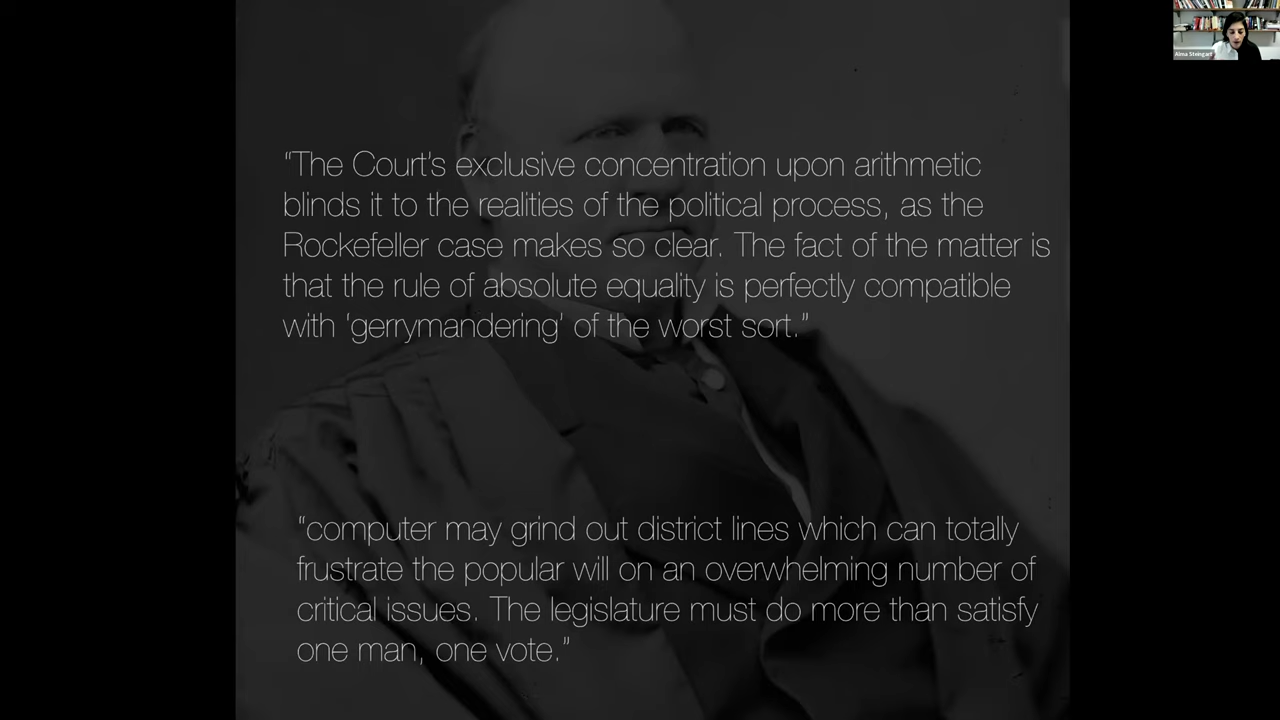 Alma Steingart
“The Court’s exclusive concentration upon arithmetic
blinds it to the realities of the political process, as the
Rockefeller case makes so clear. The fact of the matter is
that the rule of absolute equality is perfectly compatible
with ‘gerrymandering’ of the worst sort.”
“computer may grind out district lines which can totally
frustrate the popular will on an overwhelming number of
critical issues. The legislature must do more than satisfy
one man, one vote.”